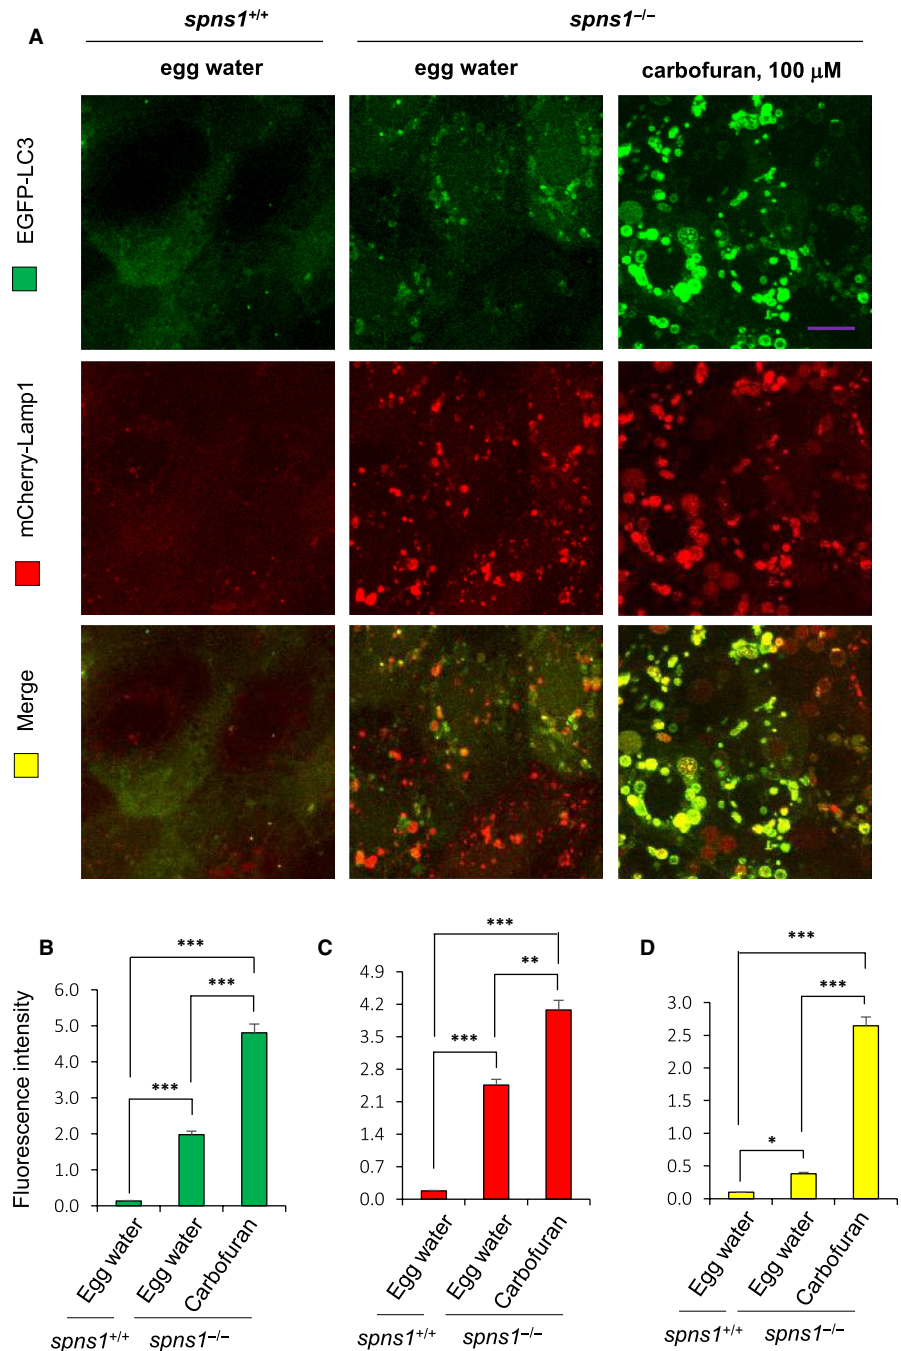 A
spns1+/+
spns1–/–
egg water
egg water
carbofuran, 100 μM
EGFP-LC3
mCherry-Lamp1
Merge
B
***
***
***
Fluorescence intensity
6.0
5.0
4.0
3.0
2.0
1.0
0.0
Egg water
Egg water
Carbofuran
spns1+/+
spns1–/–
C
***
**
***
4.9
4.2
3.5
2.8
2.1
1.4
0.7
0.0
Egg water
Egg water
Carbofuran
spns1+/+
spns1–/–
D
***
***
*
3.0
2.5
2.0
1.5
1.0
0.5
0.0
Egg water
Egg water
Carbofuran
spns1+/+
spns1–/–